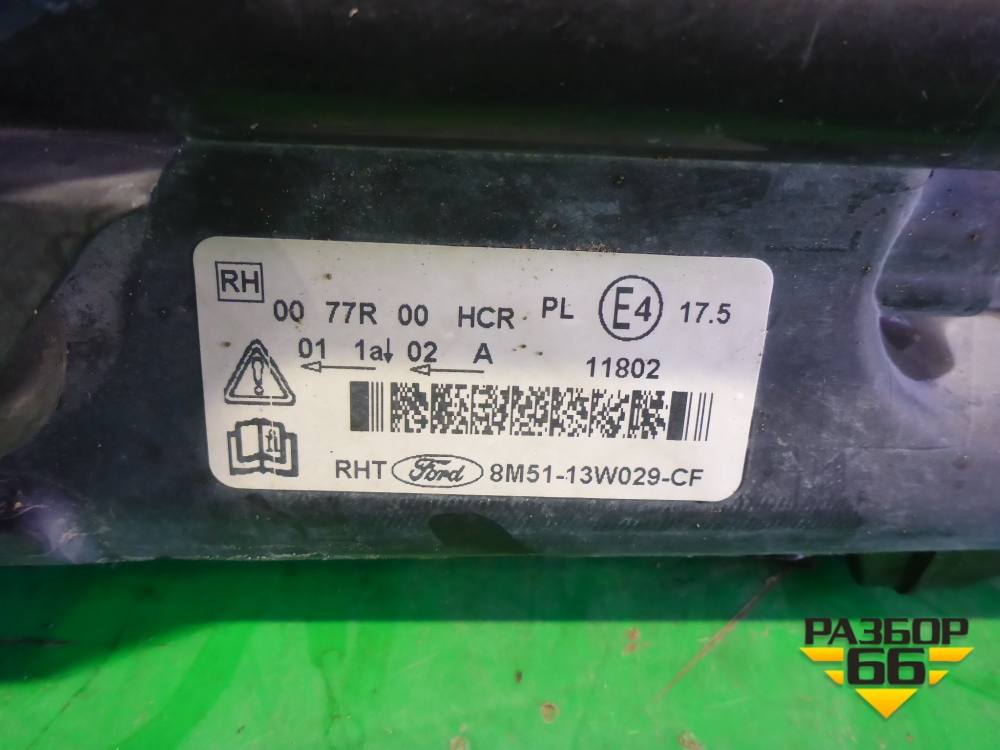 RH
00 77R 00 HCR PL E4 17.5
01 1a↓ 02 A 11802
RHT Ford 8M51-13W029-CF
РАЗБОР
66